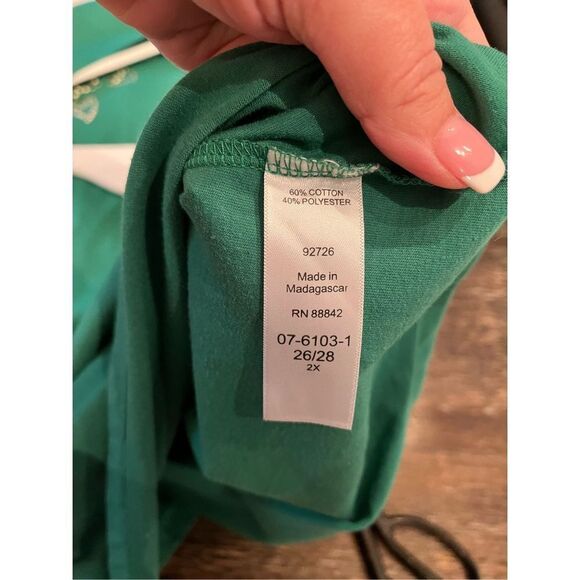 60% COTTON
40% POLYESTER
92726
Made in
Madagascar
RN 88842
07-6103-1
26/28
2X